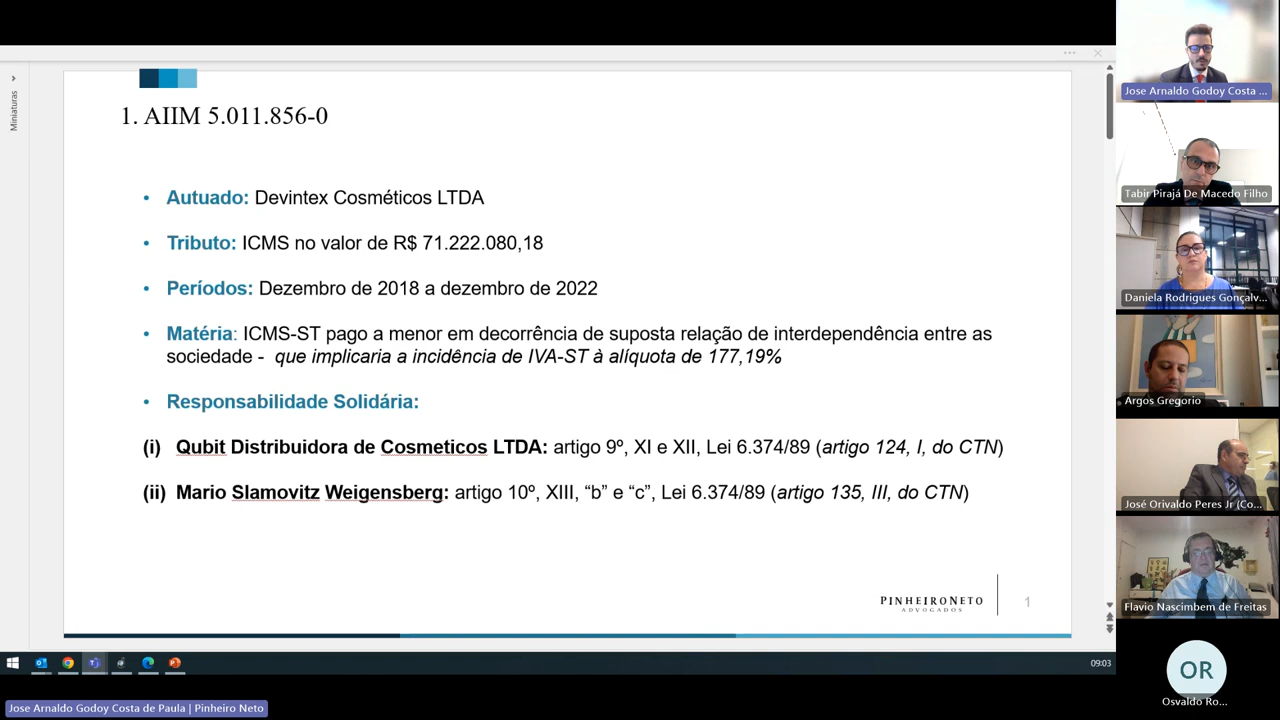 Miniaturas
1. AIIM 5.011.856-0
• Autuado: Devintex Cosméticos LTDA
• Tributo: ICMS no valor de R$ 71.222.080,18
• Períodos: Dezembro de 2018 a dezembro de 2022
• Matéria: ICMS-ST pago a menor em decorrência de suposta relação de interdependência entre as
sociedade - que implicaria a incidência de IVA-ST à alíquota de 177,19%
• Responsabilidade Solidária:
(i) Qubit Distribuidora de Cosmeticos LTDA: artigo 9º, XI e XII, Lei 6.374/89 (artigo 124, I, do CTN)
(ii) Mario Slamovitz Weigensberg: artigo 10º, XIII, “b” e “c”, Lei 6.374/89 (artigo 135, III, do CTN)
PINHEIRONETO
ADVOGADOS
1
09:03
Jose Arnaldo Godoy Costa de Paula | Pinheiro Neto
Jose Arnaldo Godoy Costa ...
Tabir Pirajá De Macedo Filho
Daniela Rodrigues Gonçalv...
Argos Gregorio
José Orivaldo Peres Jr (Co...
Flavio Nascimbem de Freitas
OR
Osvaldo Ro...